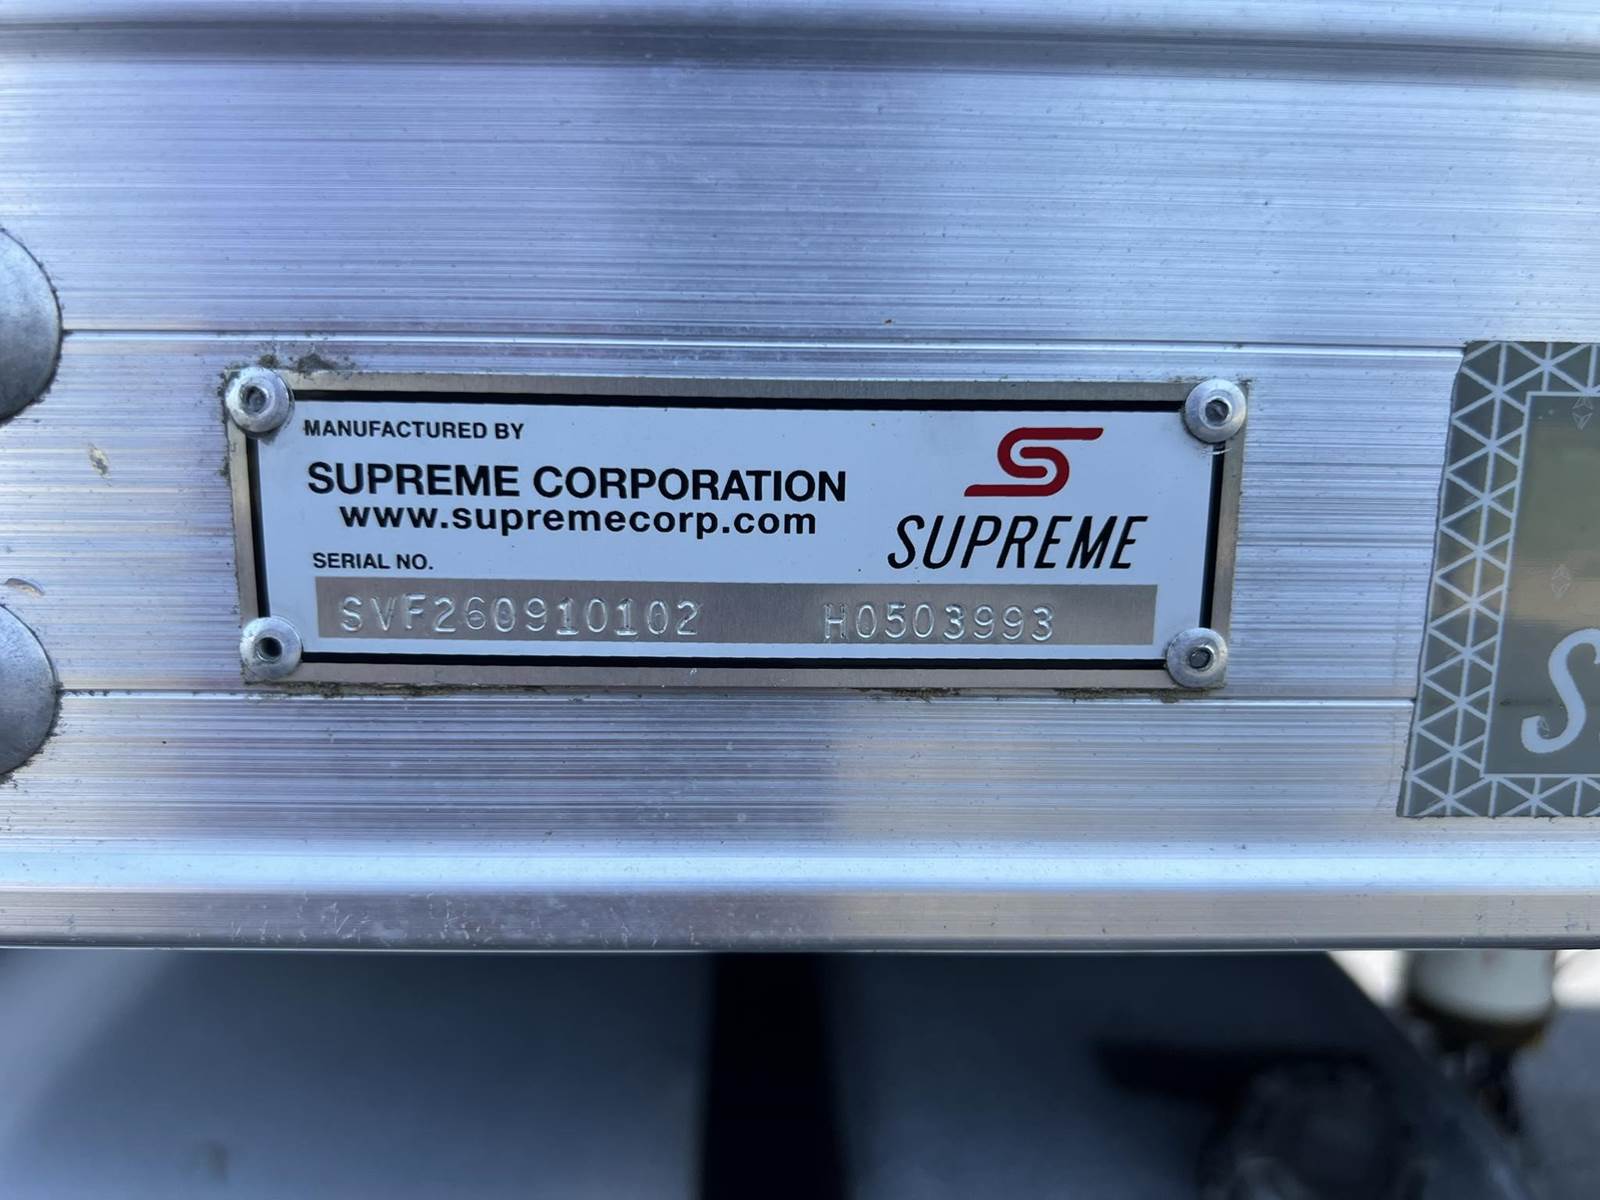 MANUFACTURED BY
SUPREME CORPORATION
www.supremecorp.com
SUPREME
SERIAL NO.
SVF260910102 H0503993
S